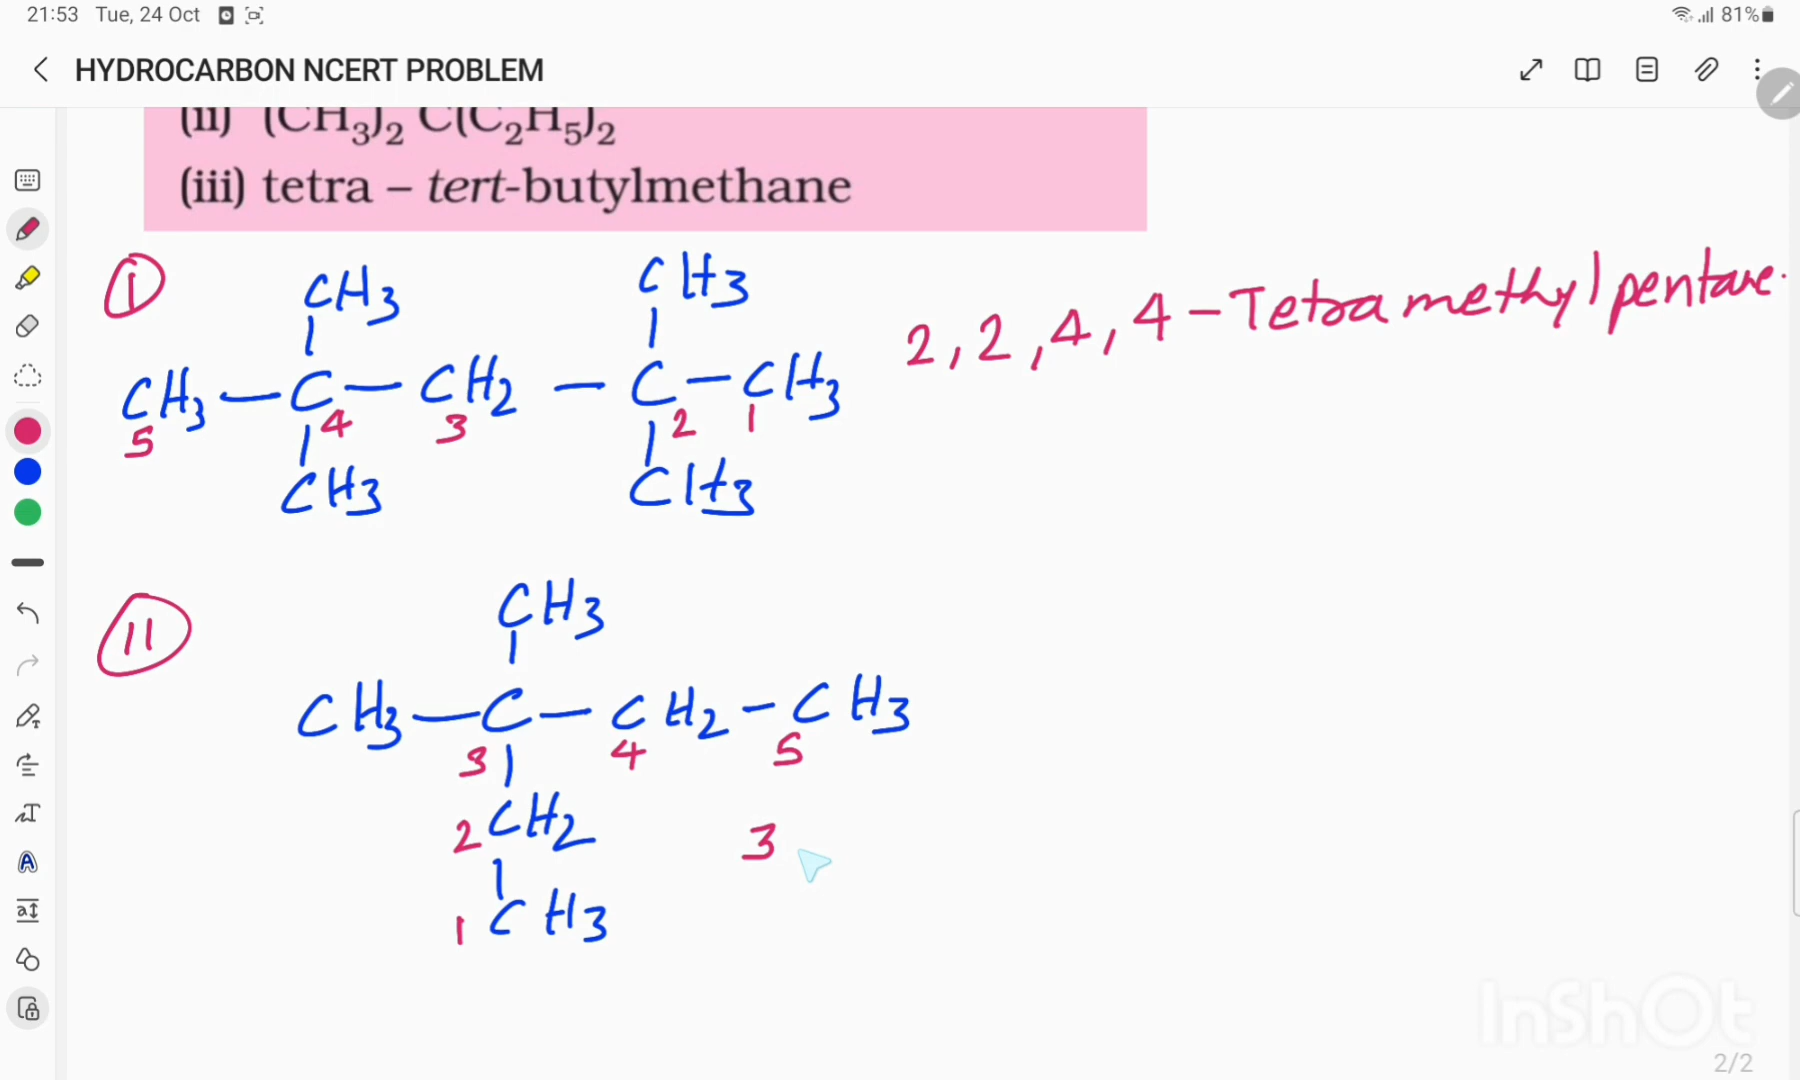 21:53 Tue, 24 Oct
81%
HYDROCARBON NCERT PROBLEM
(ii) (CH₃)₂ C(C₂H₅)₂
(iii) tetra – tert-butylmethane
I
CH3 CH3
CH3 — C — CH2 — C — CH3
5 4 3 2 1
CH3 CH3
2, 2, 4, 4 - Tetramethylpentane.
II
CH3
CH3 — C — CH2 — CH3
3 4 5
2 CH2
3
1 CH3
InShOt
2/2